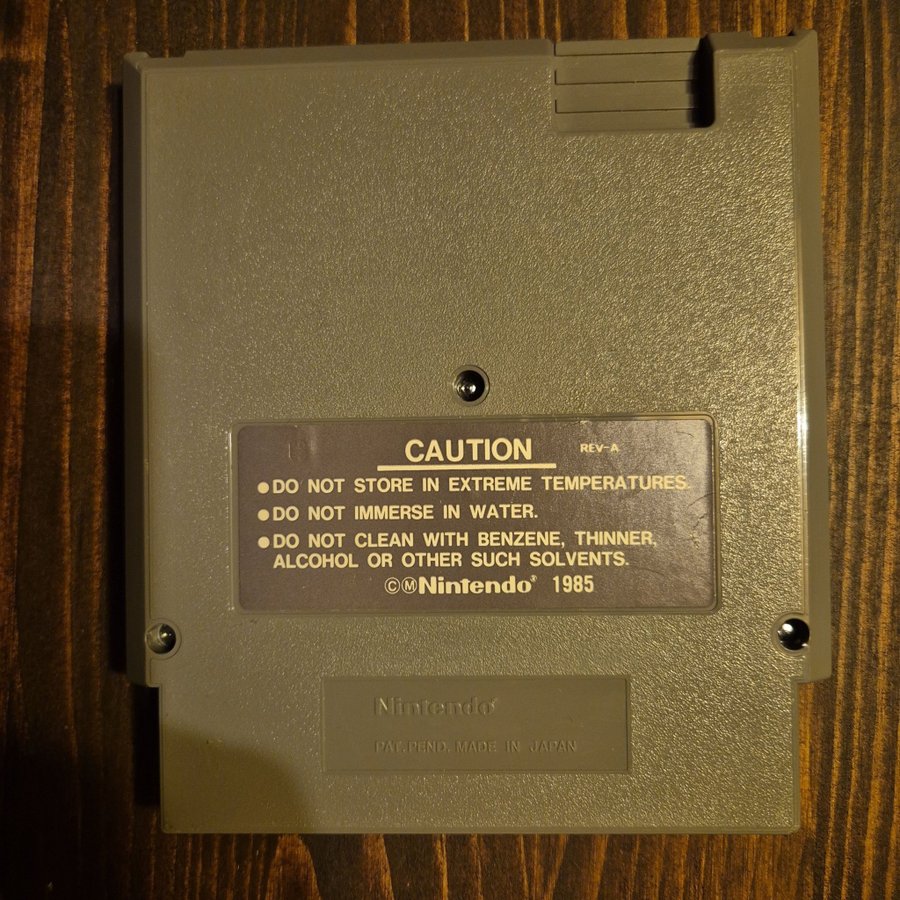 CAUTION REV-A
●DO NOT STORE IN EXTREME TEMPERATURES.
●DO NOT IMMERSE IN WATER.
●DO NOT CLEAN WITH BENZENE, THINNER,
ALCOHOL OR OTHER SUCH SOLVENTS.
ⒸⓂNintendo® 1985
Nintendo®
PAT.PEND. MADE IN JAPAN